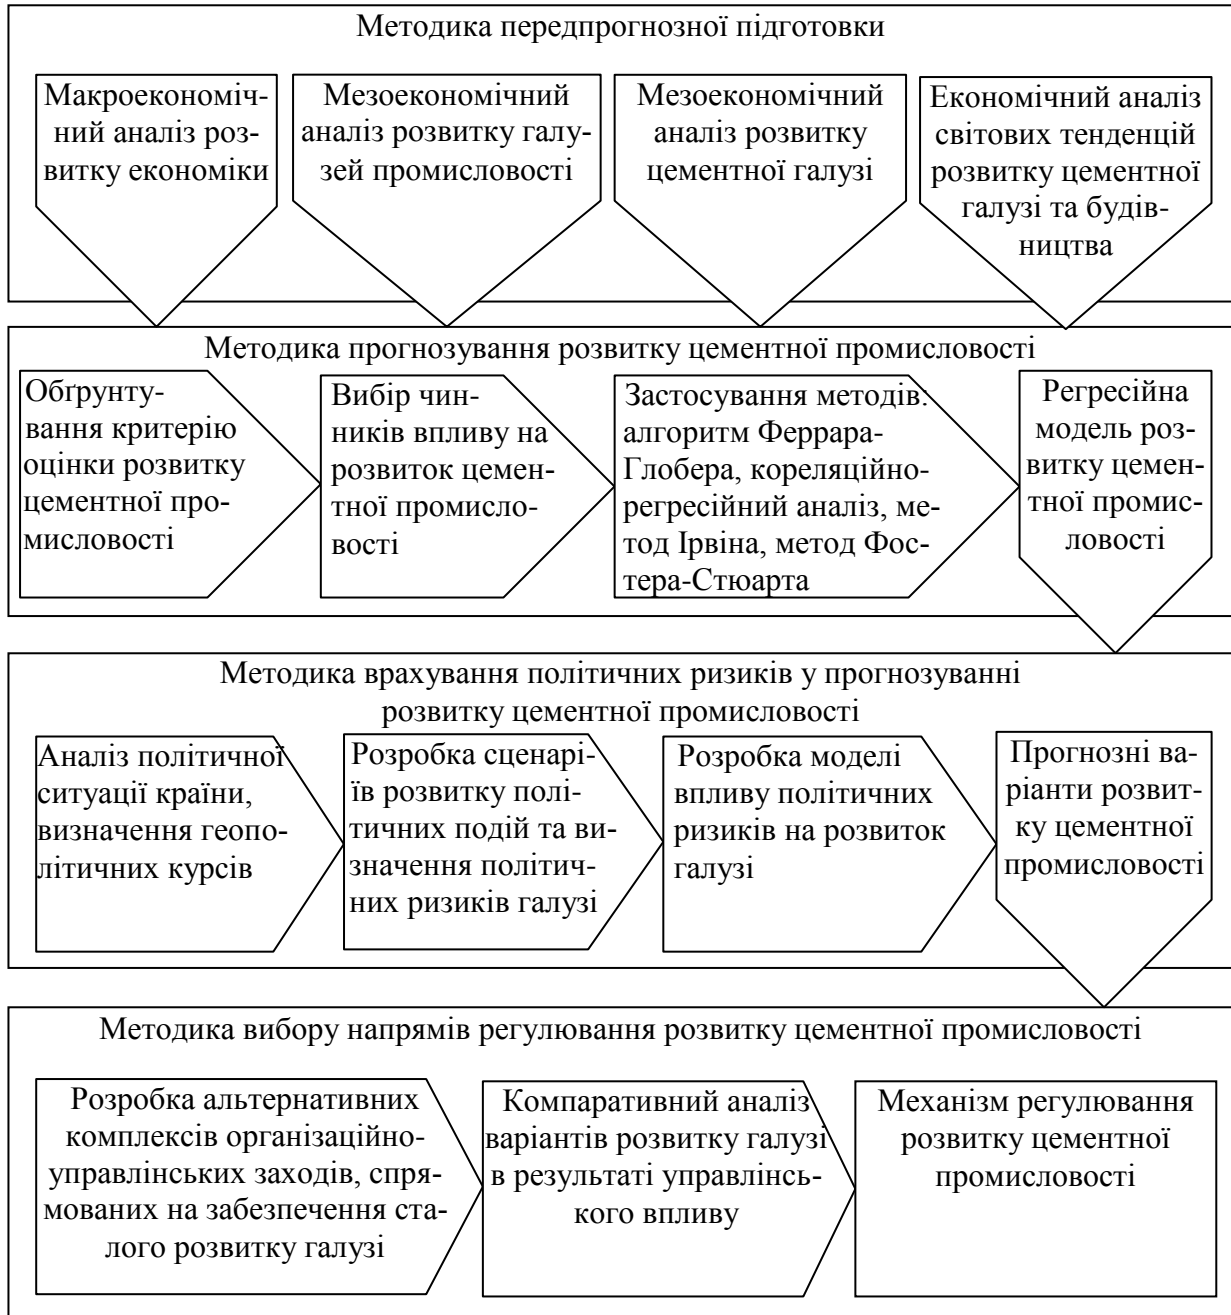 Методика передпрогнозної підготовки
Макроекономіч-
ний аналіз роз-
витку економіки
Мезоекономічний
аналіз розвитку галу-
зей промисловості
Мезоекономічний
аналіз розвитку
цементної галузі
Економічний аналіз
світових тенденцій
розвитку цементної
галузі та будів-
ництва
Методика прогнозування розвитку цементної промисловості
Обґрунту-
вання критерію
оцінки розвитку
цементної про-
мисловості
Вибір чин-
ників впливу на
розвиток цемен-
тної промисло-
вості
Застосування методів:
алгоритм Феррара-
Глобера, кореляційно-
регресійний аналіз, ме-
тод Ірвіна, метод Фос-
тера-Стюарта
Регресійна
модель роз-
витку цемен-
тної промис-
ловості
Методика врахування політичних ризиків у прогнозуванні
розвитку цементної промисловості
Аналіз політичної
ситуації країни,
визначення геопо-
літичних курсів
Розробка сценарі-
їв розвитку полі-
тичних подій та ви-
значення політич-
них ризиків галузі
Розробка моделі
впливу політичних
ризиків на розвиток
галузі
Прогнозні ва-
ріанти розвит-
ку цементної
промисловості
Методика вибору напрямів регулювання розвитку цементної промисловості
Розробка альтернативних
комплексів організаційно-
управлінських заходів, спря-
мованих на забезпечення ста-
лого розвитку галузі
Компаративний аналіз
варіантів розвитку галузі
в результаті управлінсь-
кого впливу
Механізм регулювання
розвитку цементної
промисловості